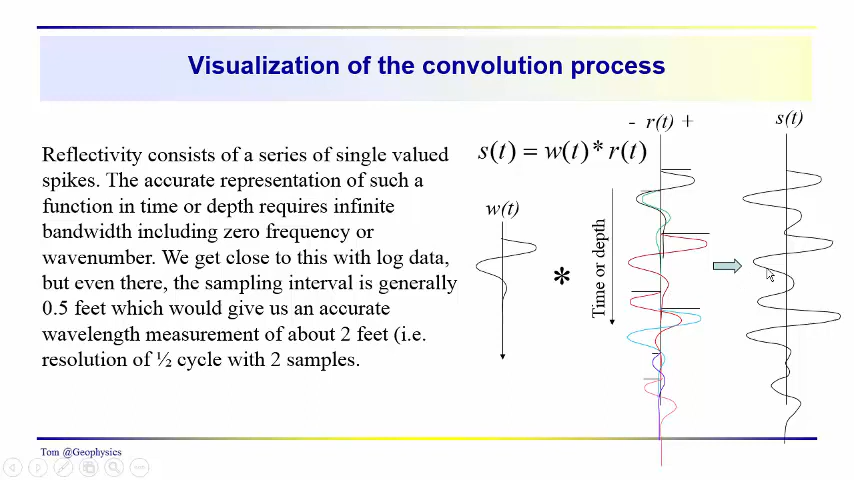 Visualization of the convolution process
Reflectivity consists of a series of single valued
spikes. The accurate representation of such a
function in time or depth requires infinite
bandwidth including zero frequency or
wavenumber. We get close to this with log data,
but even there, the sampling interval is generally
0.5 feet which would give us an accurate
wavelength measurement of about 2 feet (i.e.
resolution of ½ cycle with 2 samples.
s(t) = w(t)* r(t)
w(t)
*
Time or depth
- r(t) +
s(t)
Tom @Geophysics